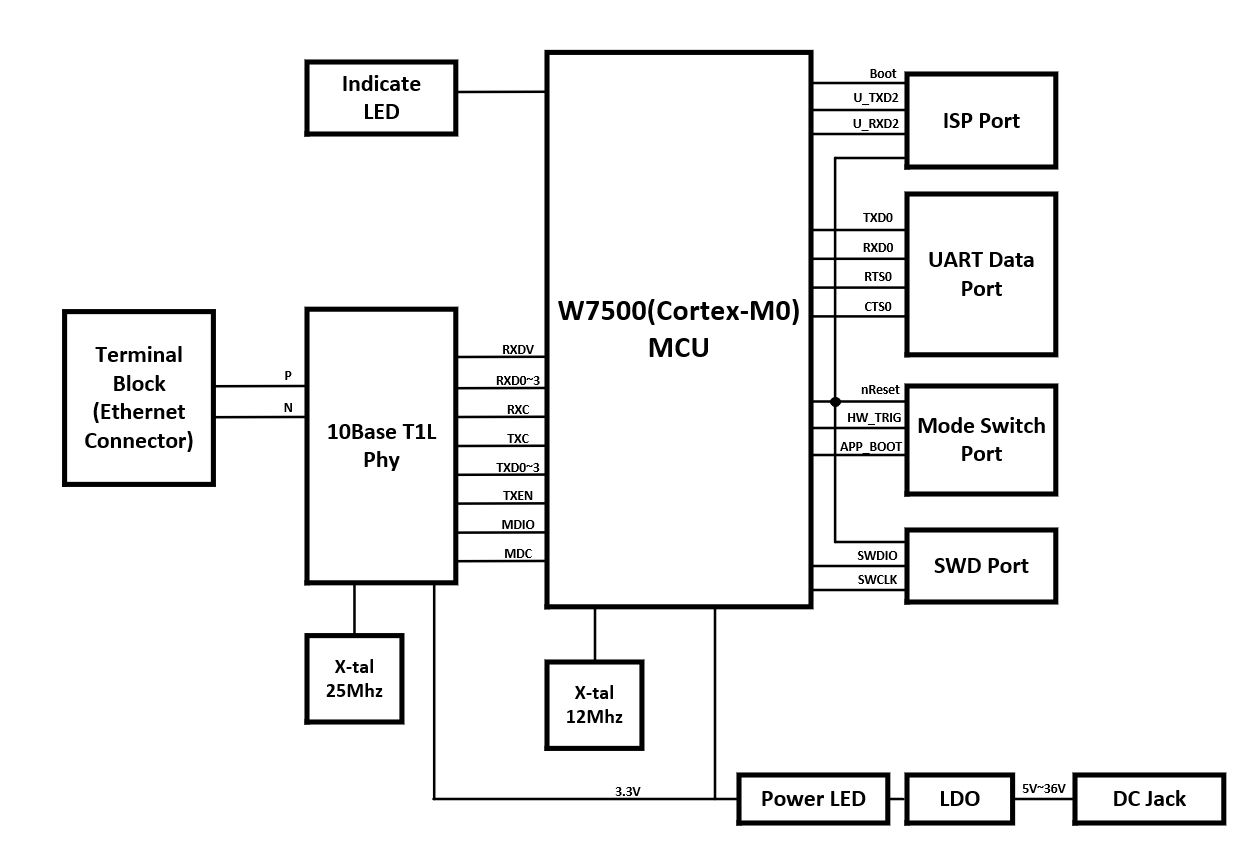 Indicate
LED
W7500(Cortex-M0)
MCU
Boot
U_TXD2
U_RXD2
ISP Port
TXD0
RXD0
RTS0
CTS0
UART Data
Port
nReset
HW_TRIG
APP_BOOT
Mode Switch
Port
SWDIO
SWCLK
SWD Port
Terminal
Block
(Ethernet
Connector)
P
N
10Base T1L
Phy
RXDV
RXD0~3
RXC
TXC
TXD0~3
TXEN
MDIO
MDC
X-tal
25Mhz
X-tal
12Mhz
3.3V
Power LED
LDO
5V~36V
DC Jack